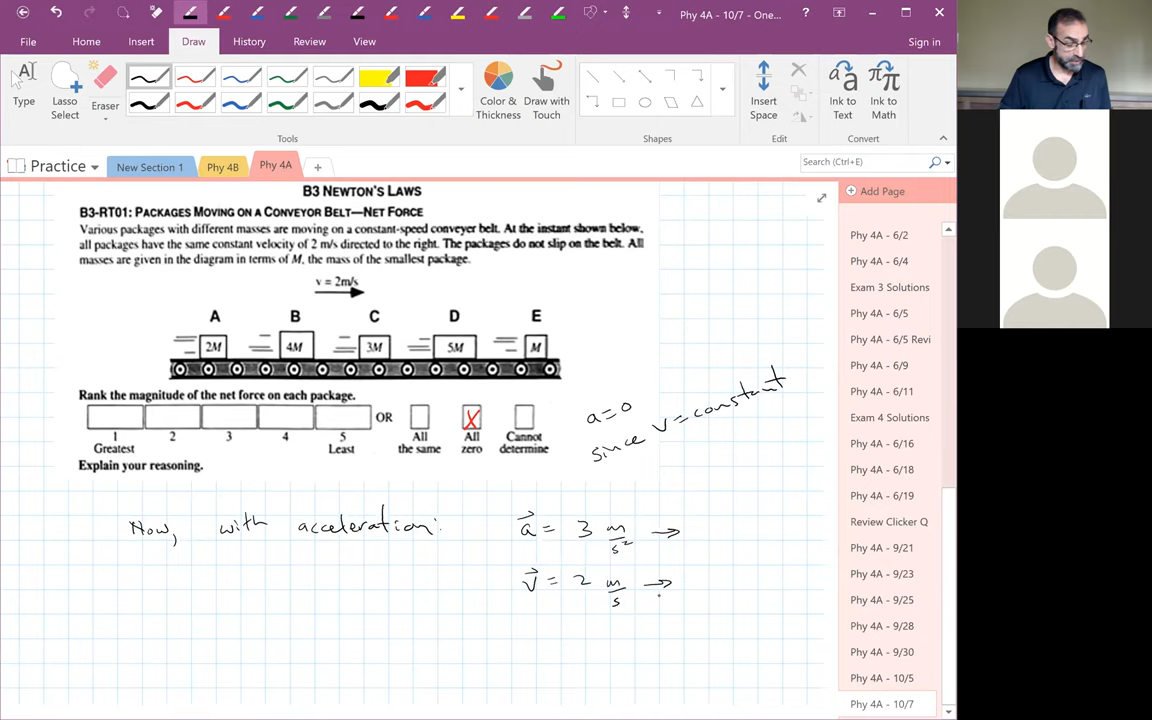 Phy 4A - 10/7 - One...
?
File
Home
Insert
Draw
History
Review
View
Sign in
Type
Lasso
Select
Eraser
Color &
Thickness
Draw with
Touch
Insert
Space
Ink to
Text
Ink to
Math
Tools
Shapes
Edit
Convert
Practice
New Section 1
Phy 4B
Phy 4A
+
Search (Ctrl+E)
Add Page
Phy 4A - 6/2
Phy 4A - 6/4
Exam 3 Solutions
Phy 4A - 6/5
Phy 4A - 6/5 Revi
Phy 4A - 6/9
Phy 4A - 6/11
Exam 4 Solutions
Phy 4A - 6/16
Phy 4A - 6/18
Phy 4A - 6/19
Review Clicker Q
Phy 4A - 9/21
Phy 4A - 9/23
Phy 4A - 9/25
Phy 4A - 9/28
Phy 4A - 9/30
Phy 4A - 10/5
Phy 4A - 10/7
B3 NEWTON'S LAWS
B3-RT01: PACKAGES MOVING ON A CONVEYOR BELT—NET FORCE
Various packages with different masses are moving on a constant-speed conveyer belt. At the instant shown below,
all packages have the same constant velocity of 2 m/s directed to the right. The packages do not slip on the belt. All
masses are given in the diagram in terms of M, the mass of the smallest package.
v = 2m/s
A B C D E
2M 4M 3M 5M M
Rank the magnitude of the net force on each package.
OR X
1 2 3 4 5
Greatest Least
All
the same
All
zero
Cannot
determine
Explain your reasoning.
a=0
since v=constant
Now, with acceleration: a⃗ = 3 m/s² →
v⃗ = 2 m/s →